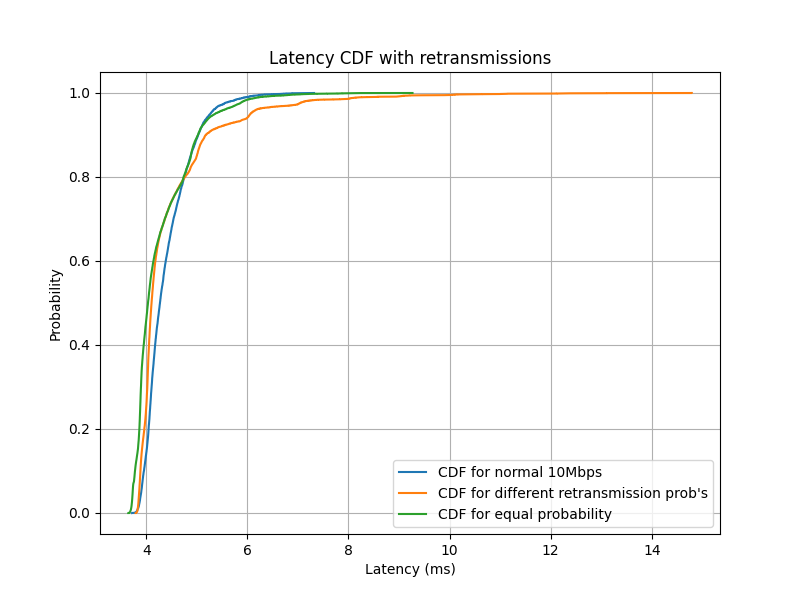 Latency CDF with retransmissions
Probability
1.0
0.8
0.6
0.4
0.2
0.0
CDF for normal 10Mbps
CDF for different retransmission prob's
CDF for equal probability
4 6 8 10 12 14
Latency (ms)